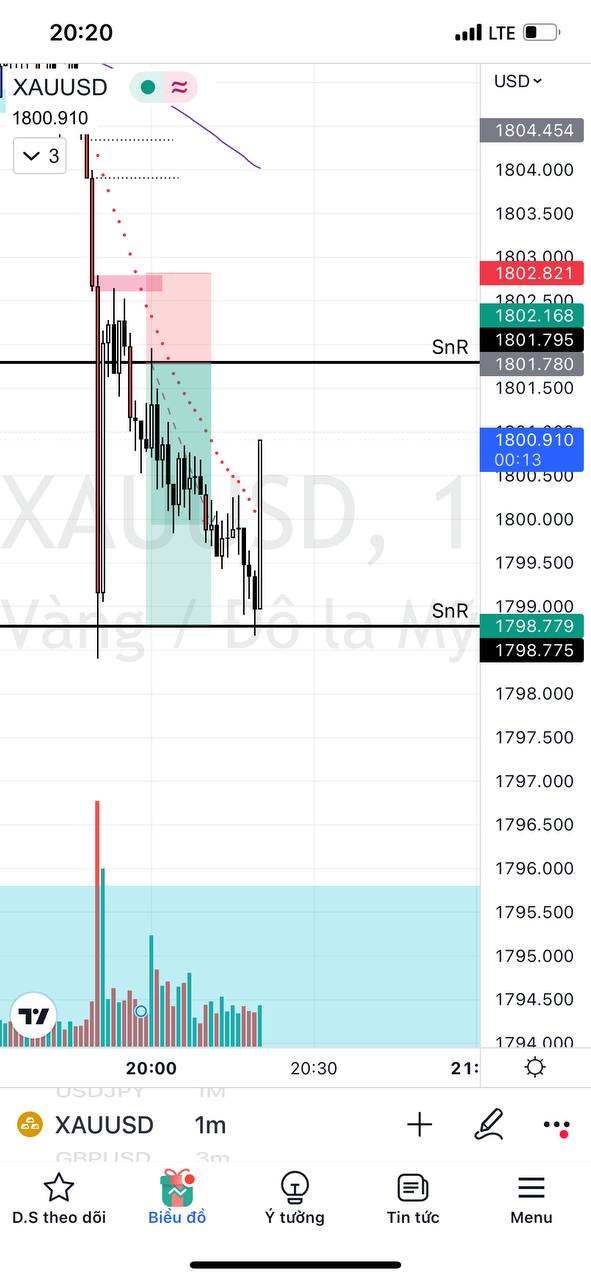 20:20
LTE
XAUUSD
USD
1800.910
1804.454
3
1804.000
1803.500
1803.000
1802.821
1802.500
1802.168
SnR
1801.795
1801.780
1801.500
1801.000
1800.910
00:13
1800.500
XAUUSD, 1
1800.000
1799.500
SnR
1799.000
Vàng / Đô la Mỹ
1798.779
1798.775
1798.000
1797.500
1797.000
1796.500
1796.000
1795.500
1795.000
1794.500
1794.000
20:00
20:30
21:
USDJPY 1M
XAUUSD 1m
GBPUSD 3m
D.S theo dõi
Biểu đồ
Ý tưởng
Tin tức
Menu